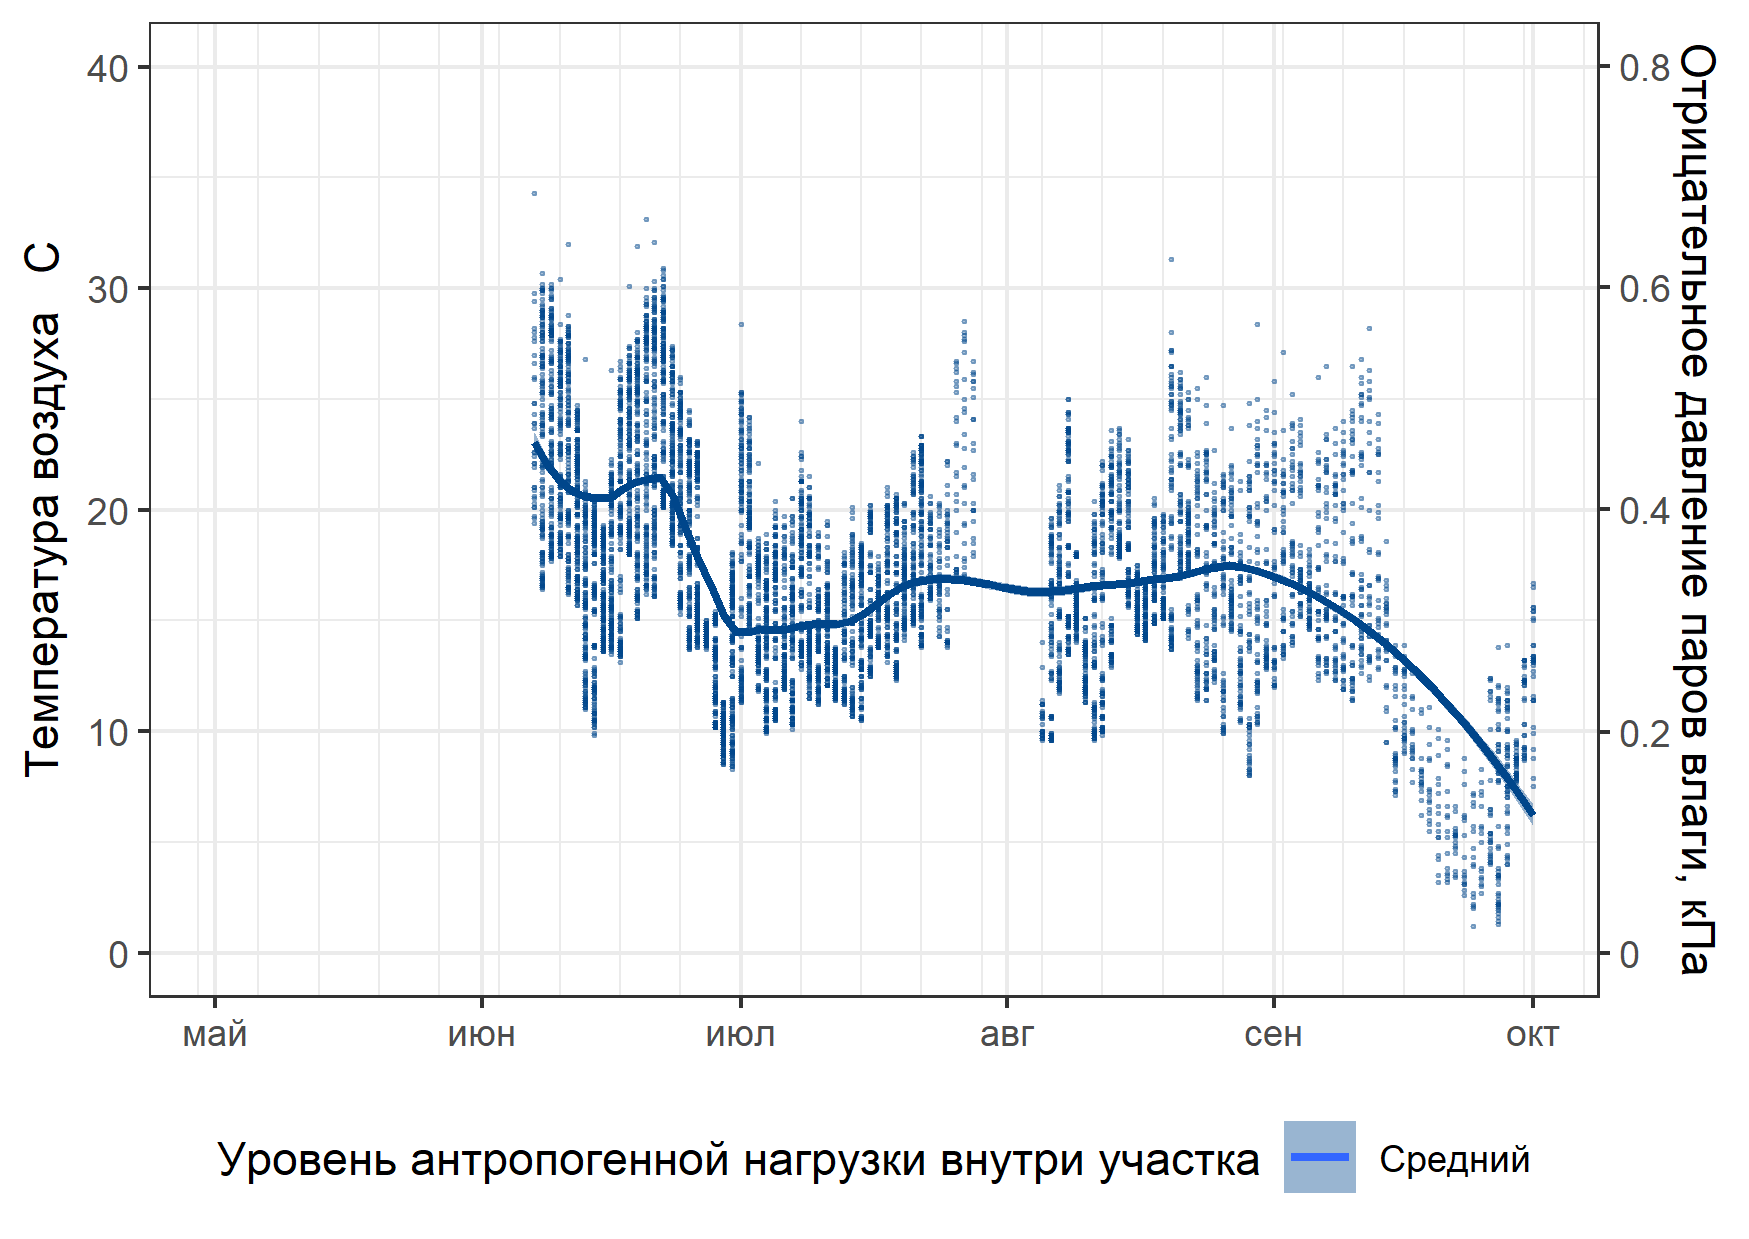 Температура воздуха С
40
30
20
10
0
0.8
0.6
0.4
0.2
0
Отрицательное давление паров влаги, кПа
май июн июл авг сен окт
Уровень антропогенной нагрузки внутри участка Средний